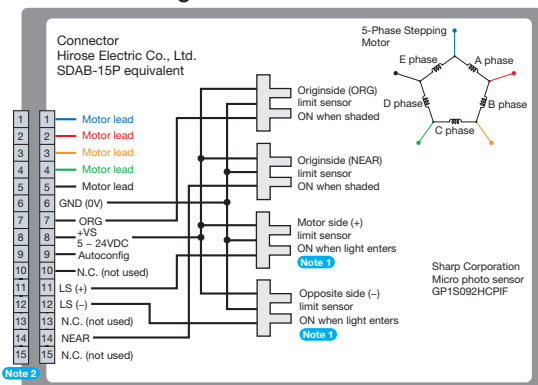 Connector
Hirose Electric Co., Ltd.
SDAB-15P equivalent
5-Phase Stepping
Motor
E phase
A phase
D phase
B phase
C phase
1 1 Motor lead
2 2 Motor lead
3 3 Motor lead
4 4 Motor lead
5 5 Motor lead
6 6 GND (0V)
7 7 ORG
8 8 +VS
5 – 24VDC
9 9 Autoconfig
10 10 N.C. (not used)
11 11 LS (+)
12 12 LS (–)
13 13 N.C. (not used)
14 14 NEAR
15 15 N.C. (not used)
Note 2
Originside (ORG)
limit sensor
ON when shaded
Originside (NEAR)
limit sensor
ON when shaded
Motor side (+)
limit sensor
ON when light enters
Note 1
Opposite side (–)
limit sensor
ON when light enters
Note 1
Sharp Corporation
Micro photo sensor
GP1S092HCPIF